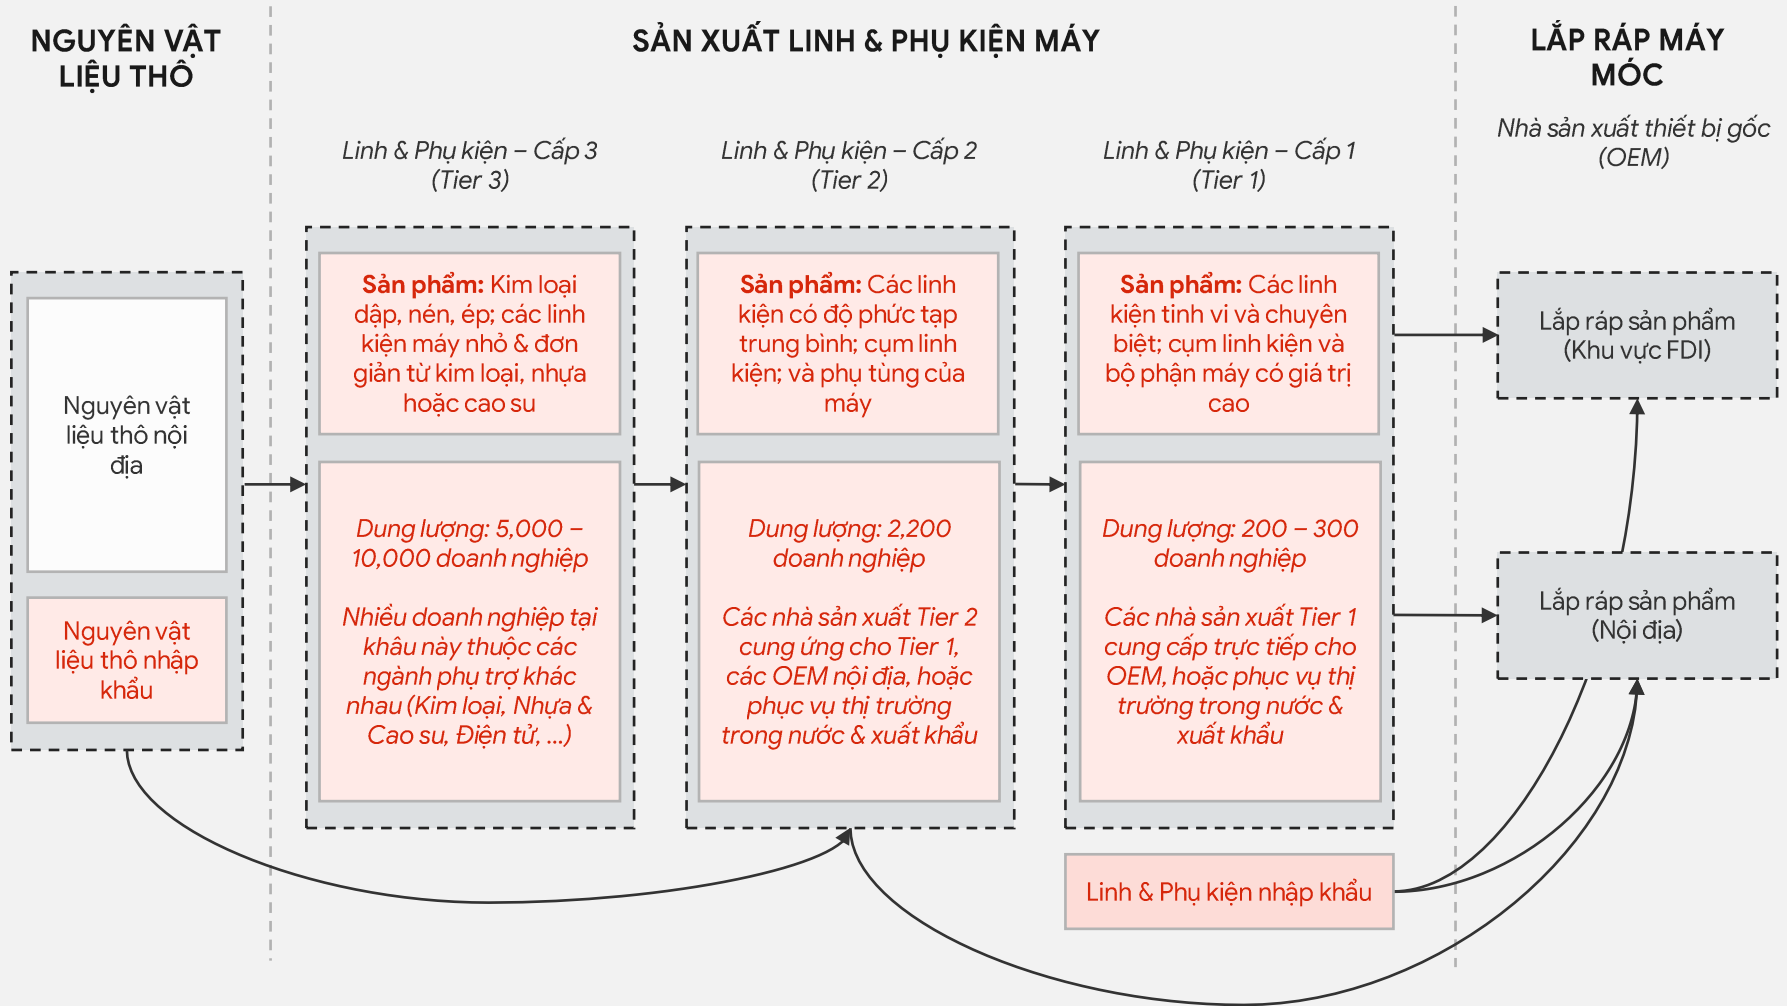 NGUYÊN VẬT
LIỆU THÔ
SẢN XUẤT LINH & PHỤ KIỆN MÁY
LẮP RÁP MÁY
MÓC
Nhà sản xuất thiết bị gốc
(OEM)
Linh & Phụ kiện – Cấp 3
(Tier 3)
Linh & Phụ kiện – Cấp 2
(Tier 2)
Linh & Phụ kiện – Cấp 1
(Tier 1)
Nguyên vật
liệu thô nội
địa
Nguyên vật
liệu thô nhập
khẩu
Sản phẩm: Kim loại
dập, nén, ép; các linh
kiện máy nhỏ & đơn
giản từ kim loại, nhựa
hoặc cao su
Dung lượng: 5,000 –
10,000 doanh nghiệp
Nhiều doanh nghiệp tại
khâu này thuộc các
ngành phụ trợ khác
nhau (Kim loại, Nhựa &
Cao su, Điện tử, ...)
Sản phẩm: Các linh
kiện có độ phức tạp
trung bình; cụm linh
kiện; và phụ tùng của
máy
Dung lượng: 2,200
doanh nghiệp
Các nhà sản xuất Tier 2
cung ứng cho Tier 1,
các OEM nội địa, hoặc
phục vụ thị trường
trong nước & xuất khẩu
Sản phẩm: Các linh
kiện tinh vi và chuyên
biệt; cụm linh kiện và
bộ phận máy có giá trị
cao
Dung lượng: 200 – 300
doanh nghiệp
Các nhà sản xuất Tier 1
cung cấp trực tiếp cho
OEM, hoặc phục vụ thị
trường trong nước &
xuất khẩu
Linh & Phụ kiện nhập khẩu
Lắp ráp sản phẩm
(Khu vực FDI)
Lắp ráp sản phẩm
(Nội địa)